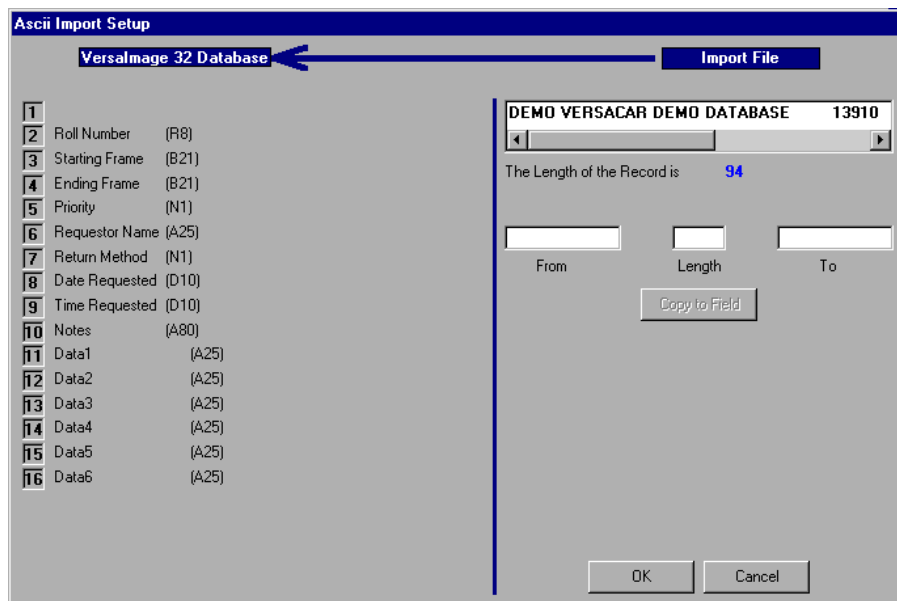 Ascii Import Setup
VersaImage 32 Database
Import File
1
2 Roll Number (R8)
3 Starting Frame (B21)
4 Ending Frame (B21)
5 Priority (N1)
6 Requestor Name (A25)
7 Return Method (N1)
8 Date Requested (D10)
9 Time Requested (D10)
10 Notes (A80)
11 Data1 (A25)
12 Data2 (A25)
13 Data3 (A25)
14 Data4 (A25)
15 Data5 (A25)
16 Data6 (A25)
DEMO VERSACAR DEMO DATABASE 13910
The Length of the Record is 94
From Length To
Copy to Field
OK Cancel